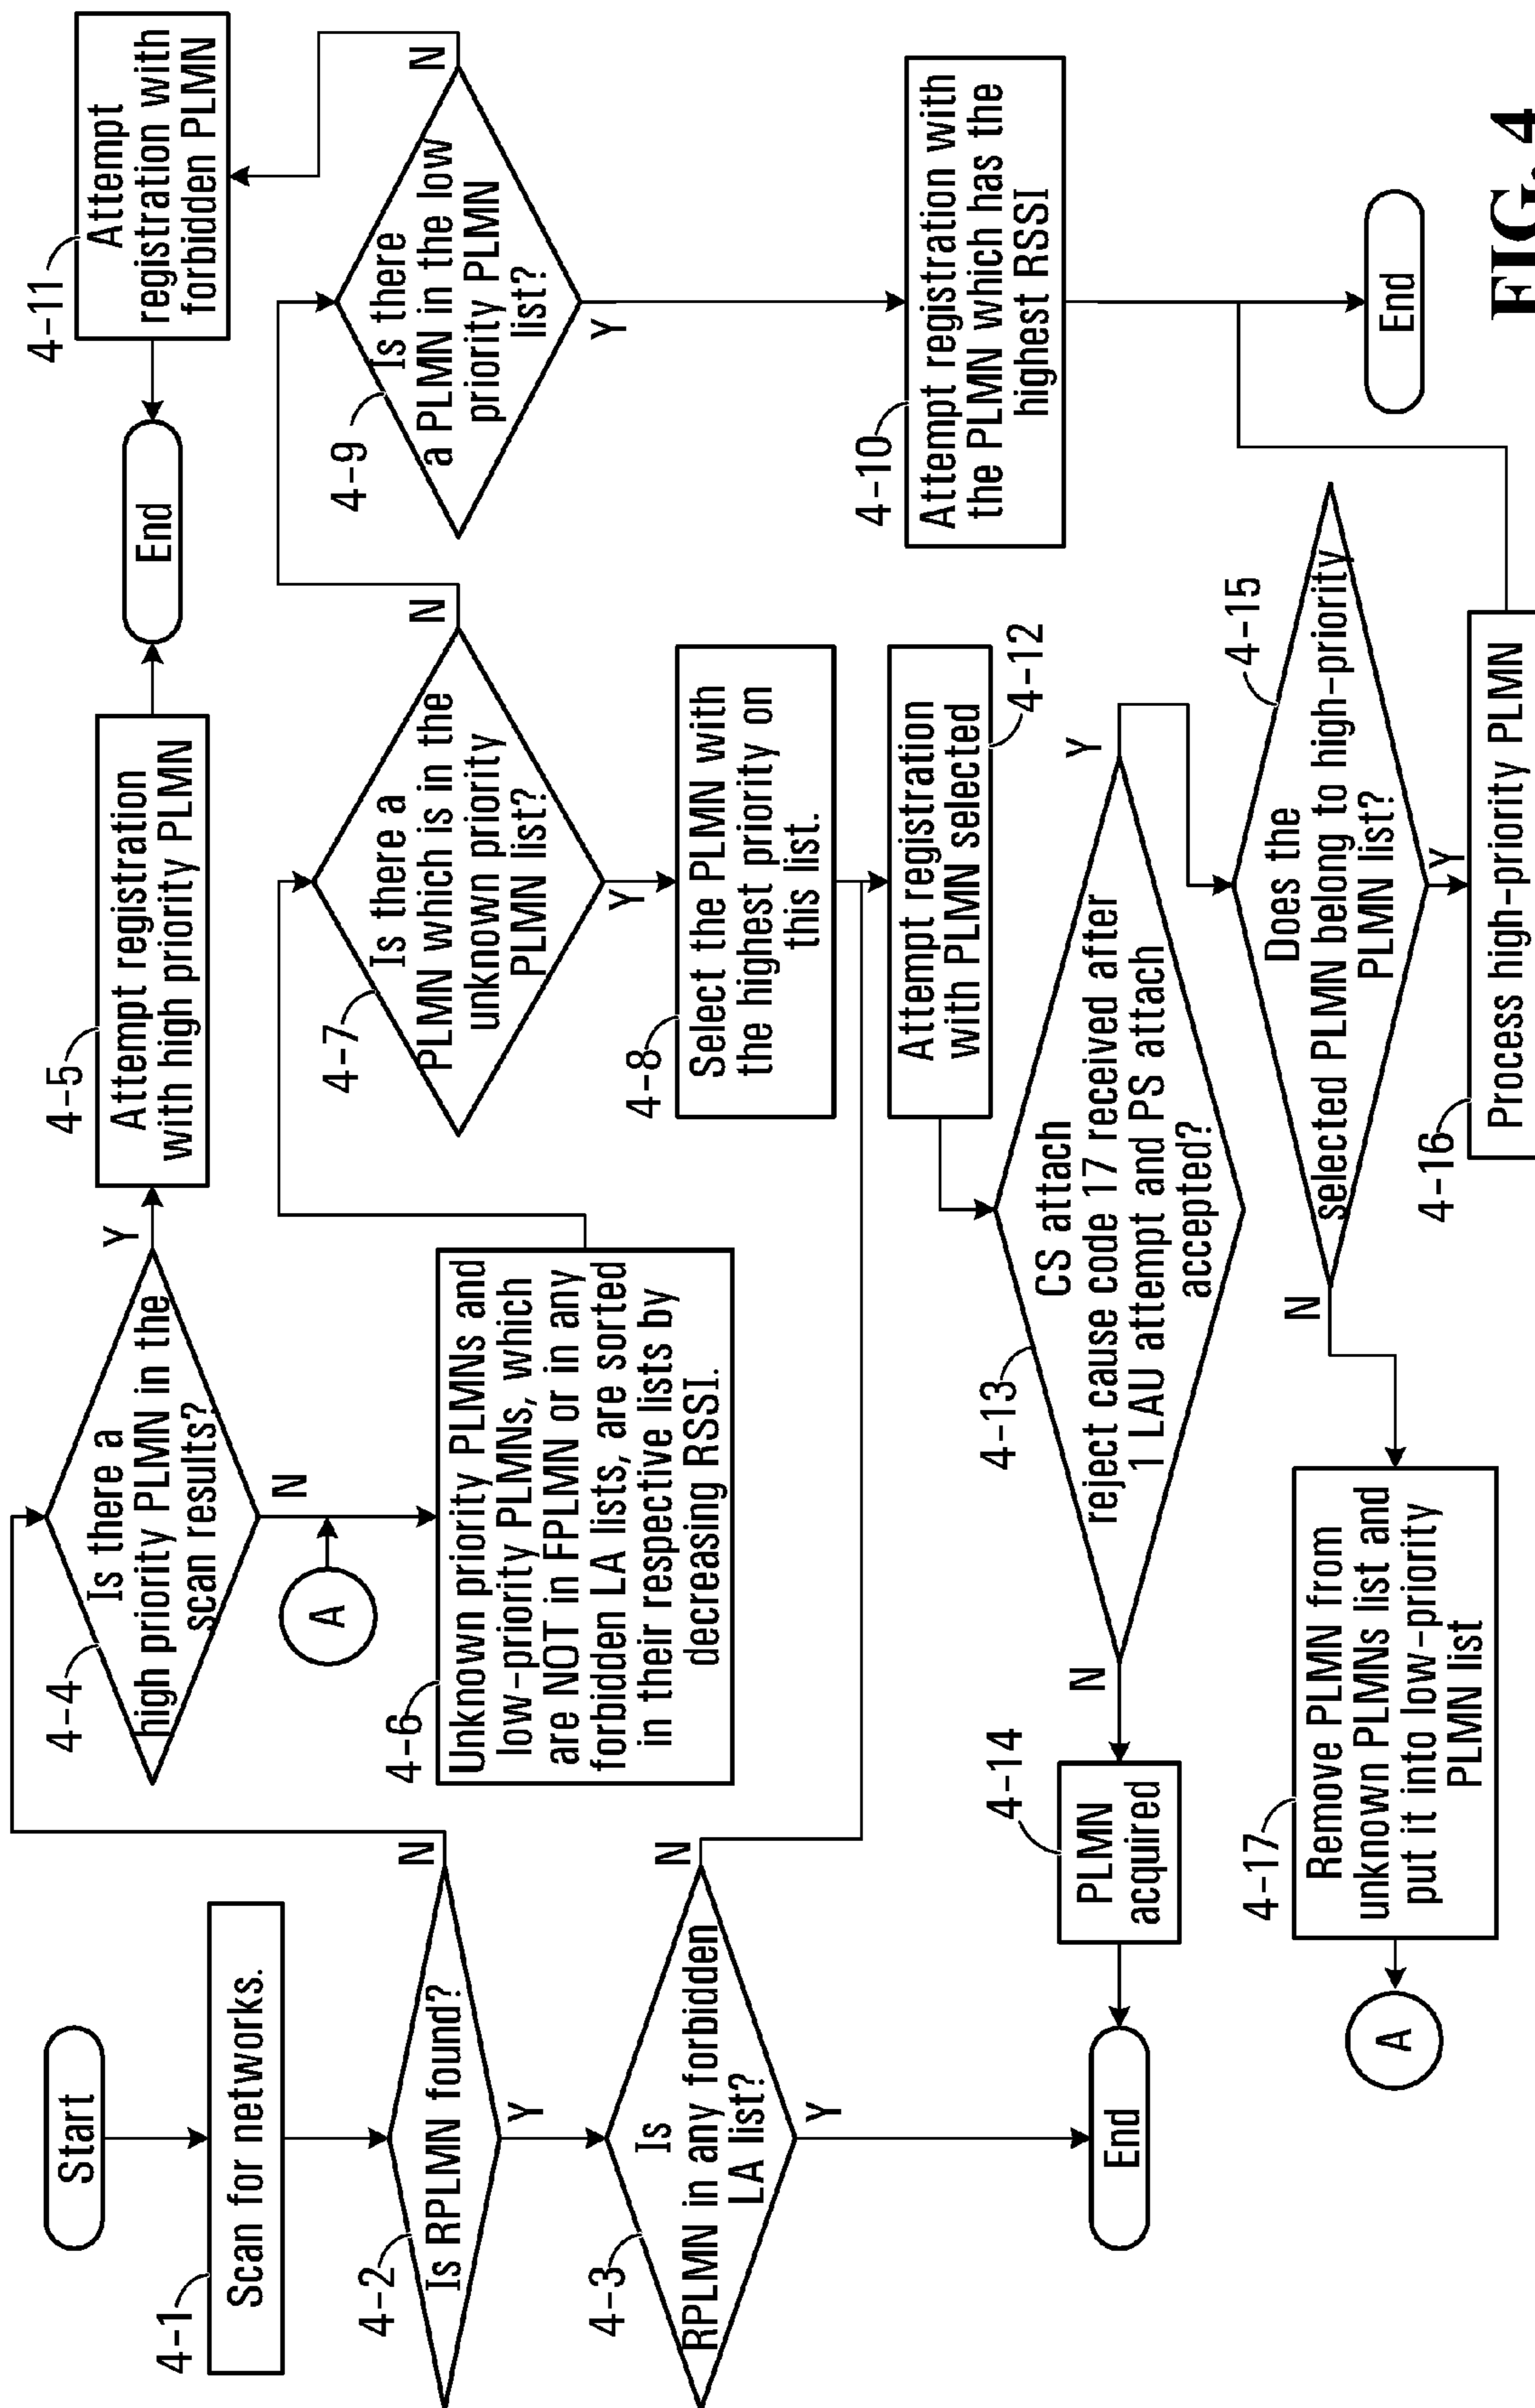 Start
4-1
Scan for networks.
4-2
Is RPLMN found?
N
Y
4-3
Is
RPLMN in any forbidden
LA list?
N
Y
End
4-4
Is there a
high priority PLMN in the
scan results?
Y
N
A
4-5
Attempt registration
with high priority PLMN
End
4-6
Unknown priority PLMNs and
low-priority PLMNs, which
are NOT in FPLMN or in any
forbidden LA lists, are sorted
in their respective lists by
decreasing RSSI.
4-7
Is there a
PLMN which is in the
unknown priority
PLMN list?
N
Y
4-8
Select the PLMN with
the highest priority on
this list.
4-9
Is there
a PLMN in the low
priority PLMN
list?
N
Y
4-10
Attempt registration with
the PLMN which has the
highest RSSI
End
4-11
Attempt
registration with
forbidden PLMN
4-12
Attempt registration
with PLMN selected
4-13
CS attach
reject cause code 17 received after
1 LAU attempt and PS attach
accepted?
N
Y
4-14
PLMN
acquired
4-15
Does the
selected PLMN belong to high-priority
PLMN list?
N
Y
4-16
Process high-priority PLMN
4-17
Remove PLMN from
unknown PLMNs list and
put it into low-priority
PLMN list
A
FIG. 4